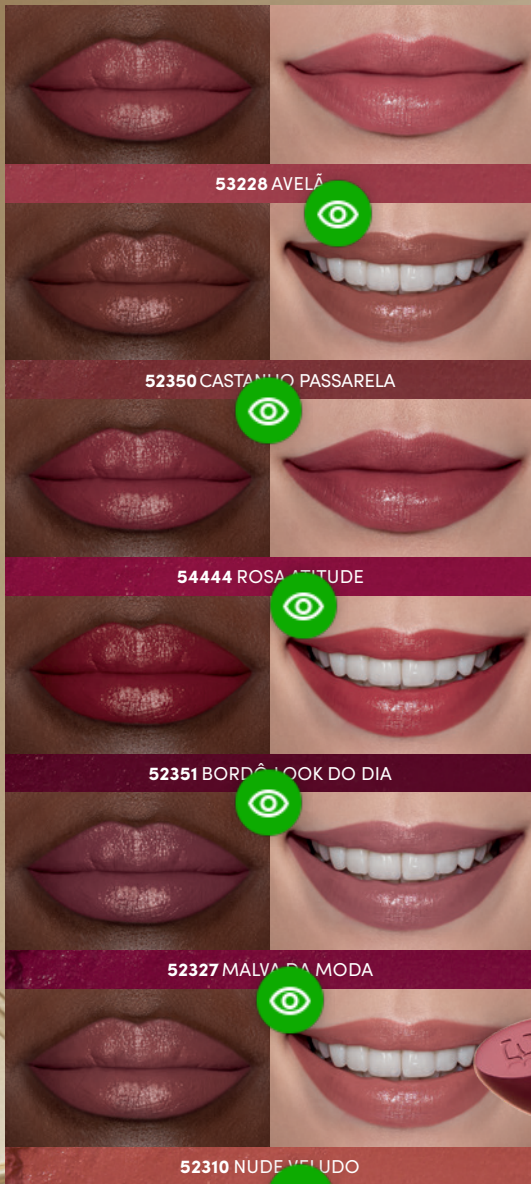 53228 AVELÃ
52350 CASTANHO PASSARELA
54444 ROSA ATITUDE
52351 BORDÔ LOOK DO DIA
52327 MALVA DA MODA
52310 NUDE VELUDO